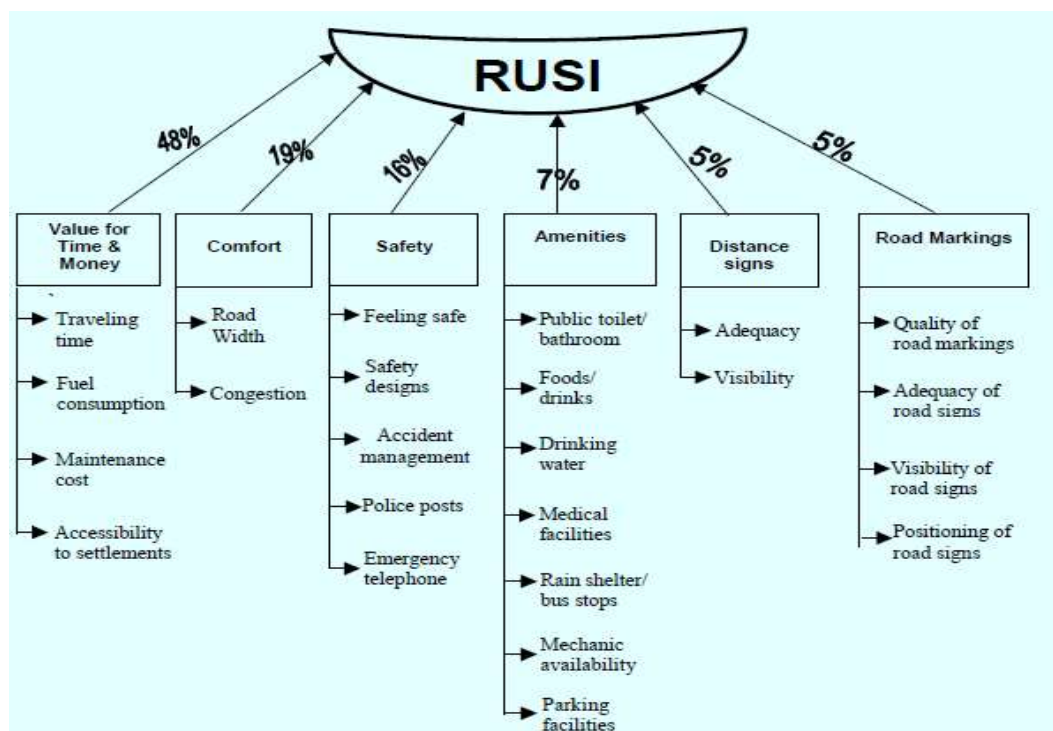 RUSI
48%
19%
16%
7%
5%
5%
Value for
Time &
Money
Traveling
time
Fuel
consumption
Maintenance
cost
Accessibility
to settlements
Comfort
Road
Width
Congestion
Safety
Feeling safe
Safety
designs
Accident
management
Police posts
Emergency
telephone
Amenities
Public toilet/
bathroom
Foods/
drinks
Drinking
water
Medical
facilities
Rain shelter/
bus stops
Mechanic
availability
Parking
facilities
Distance
signs
Adequacy
Visibility
Road Markings
Quality of
road markings
Adequacy of
road signs
Visibility of
road signs
Positioning of
road signs